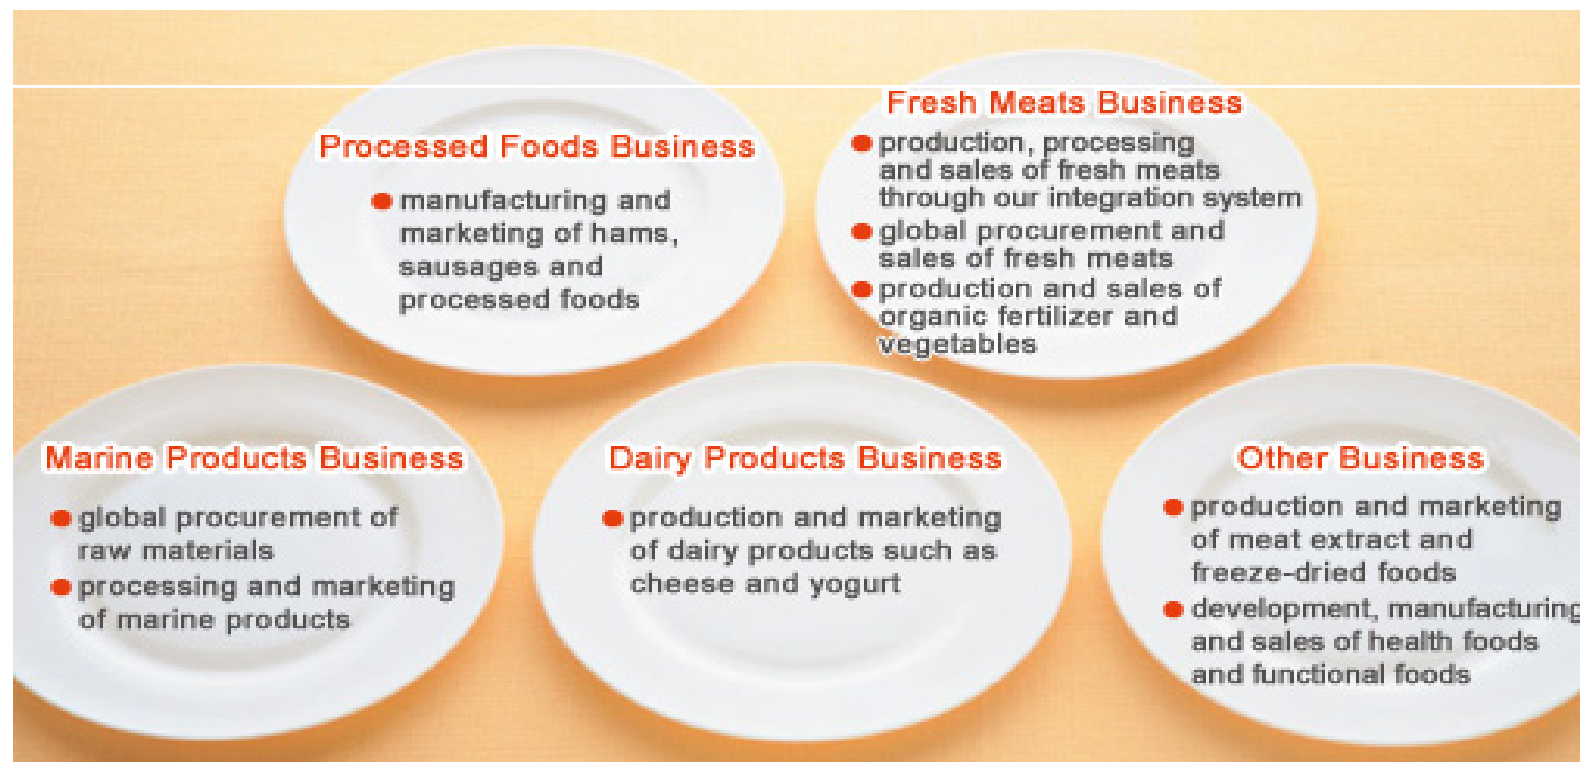 Processed Foods Business
manufacturing and
marketing of hams,
sausages and
processed foods
Fresh Meats Business
production, processing
and sales of fresh meats
through our integration system
global procurement and
sales of fresh meats
production and sales of
organic fertilizer and
vegetables
Marine Products Business
global procurement of
raw materials
processing and marketing
of marine products
Dairy Products Business
production and marketing
of dairy products such as
cheese and yogurt
Other Business
production and marketing
of meat extract and
freeze-dried foods
development, manufacturing
and sales of health foods
and functional foods